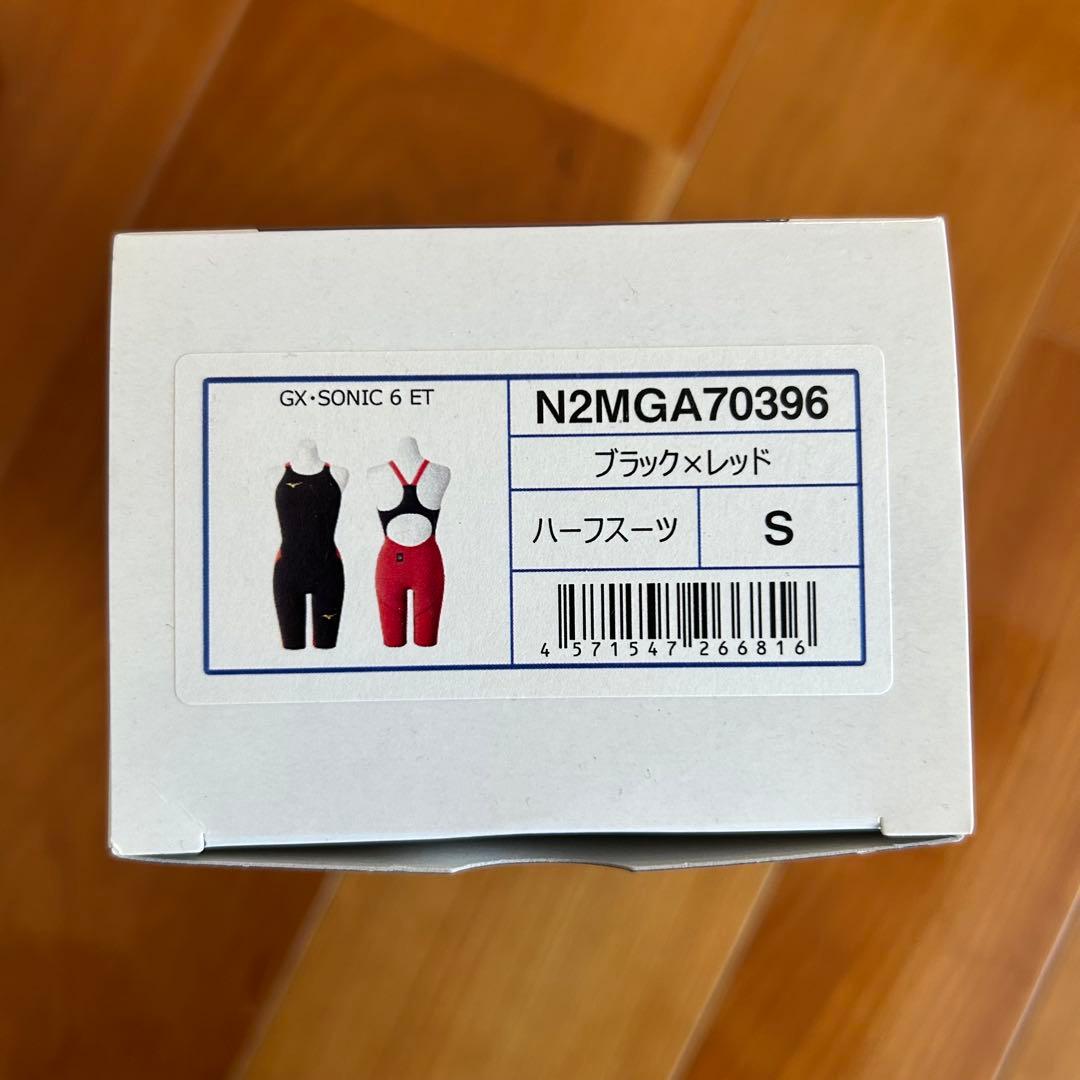 GX・SONIC 6 ET
N2MGA70396
ブラック×レッド
ハーフスーツ
S
4 571547 266816